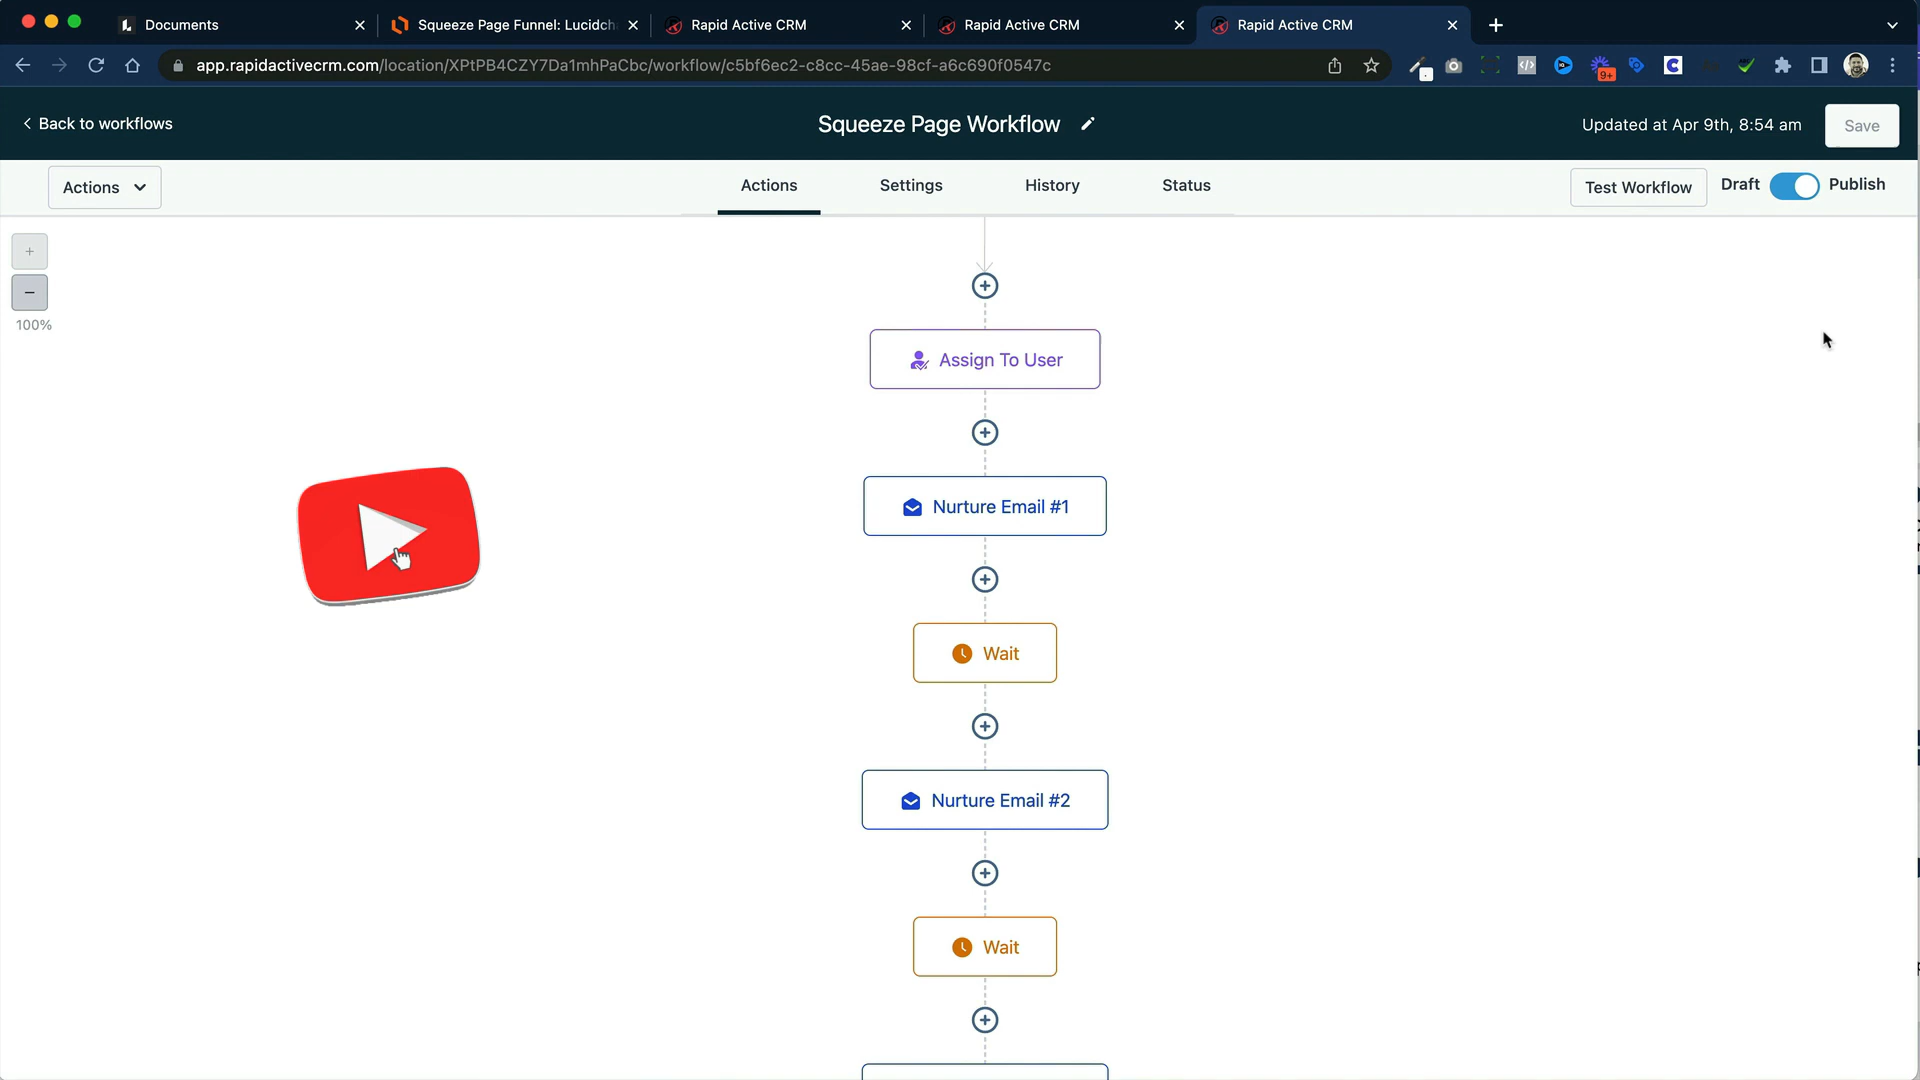 Documents
Squeeze Page Funnel: Lucidch
Rapid Active CRM
Rapid Active CRM
Rapid Active CRM
app.rapidactivecrm.com/location/XPtPB4CZY7Da1mhPaCbc/workflow/c5bf6ec2-c8cc-45ae-98cf-a6c690f0547c
9+
Back to workflows
Squeeze Page Workflow
Updated at Apr 9th, 8:54 am
Save
Actions
Actions
Settings
History
Status
Test Workflow
Draft
Publish
+
−
100%
Assign To User
Nurture Email #1
Wait
Nurture Email #2
Wait